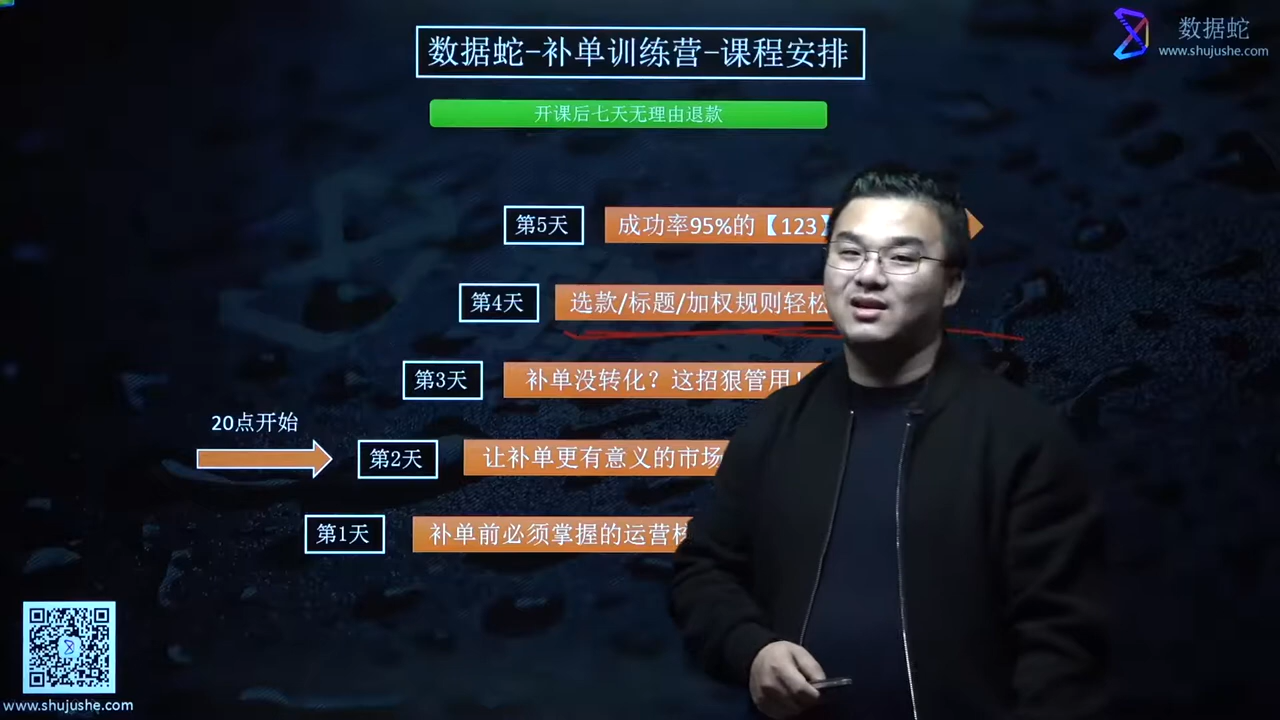 数据蛇-补单训练营-课程安排
数据蛇
www.shujushe.com
开课后七天无理由退款
第5天
成功率95%的【123】
第4天
选款/标题/加权规则轻松
第3天
补单没转化？这招狠管用！
20点开始
第2天
让补单更有意义的市场
第1天
补单前必须掌握的运营
www.shujushe.com